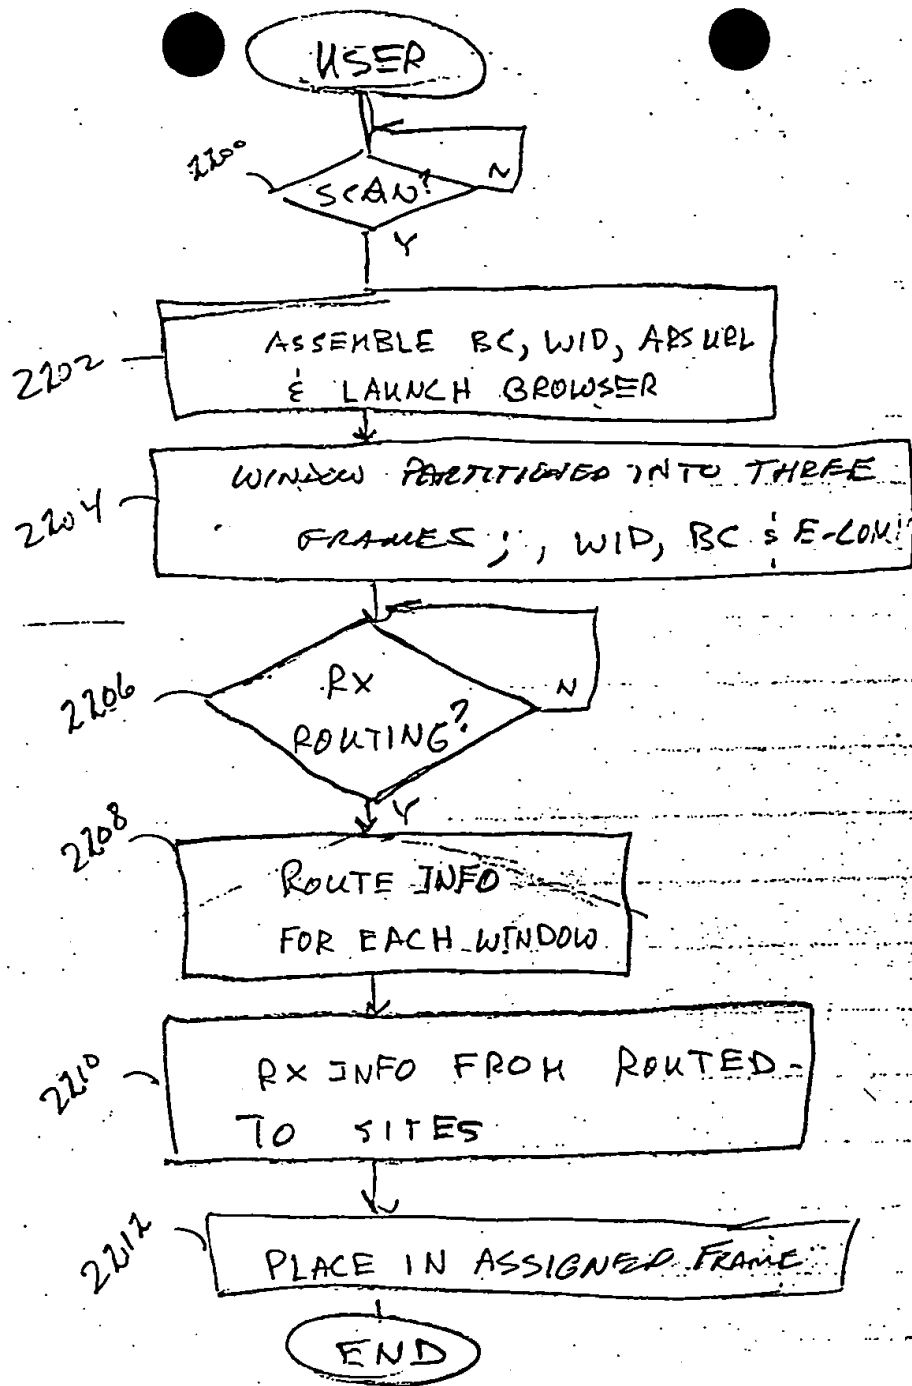 USER
2200
SCAN?
N
Y
2202
ASSEMBLE BC, WID, ARS URL
& LAUNCH BROWSER
2204
WINDOW PARTITIONED INTO THREE
FRAMES ; , WID, BC & E-COM
2206
RX
ROUTING?
N
Y
2208
ROUTE INFO
FOR EACH WINDOW
2210
RX INFO FROM ROUTED-
TO SITES
2212
PLACE IN ASSIGNED FRAME
END